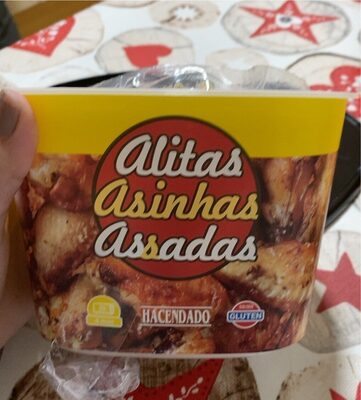 Alitas
Asinhas
Assadas
HACENDADO
GLUTEN